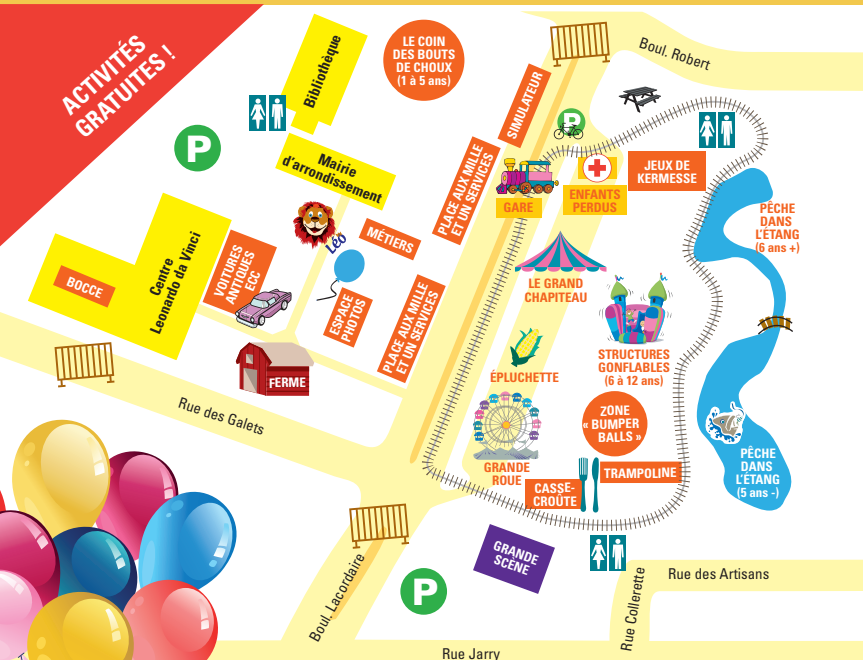 ACTIVITÉS
GRATUITES !
Bibliothèque
LE COIN
DES BOUTS
DE CHOUX
(1 à 5 ans)
Boul. Robert
SIMULATEUR
P
P
Mairie
d'arrondissement
PLACE AUX MILLE
ET UN SERVICES
JEUX DE
KERMESSE
GARE
ENFANTS
PERDUS
PÊCHE
DANS
L'ÉTANG
(6 ans +)
Léo
MÉTIERS
Centre
Leonardo da Vinci
BOCCE
VOITURES
ANTIQUES
ECC
ESPACE
PHOTOS
PLACE AUX MILLE
ET UN SERVICES
LE GRAND
CHAPITEAU
STRUCTURES
GONFLABLES
(6 à 12 ans)
FERME
ÉPLUCHETTE
Rue des Galets
ZONE
« BUMPER
BALLS »
GRANDE
ROUE
CASSE-
CROÛTE
TRAMPOLINE
PÊCHE
DANS
L'ÉTANG
(5 ans -)
GRANDE
SCÈNE
P
Boul. Lacordaire
Rue des Artisans
Rue Collerette
Rue Jarry